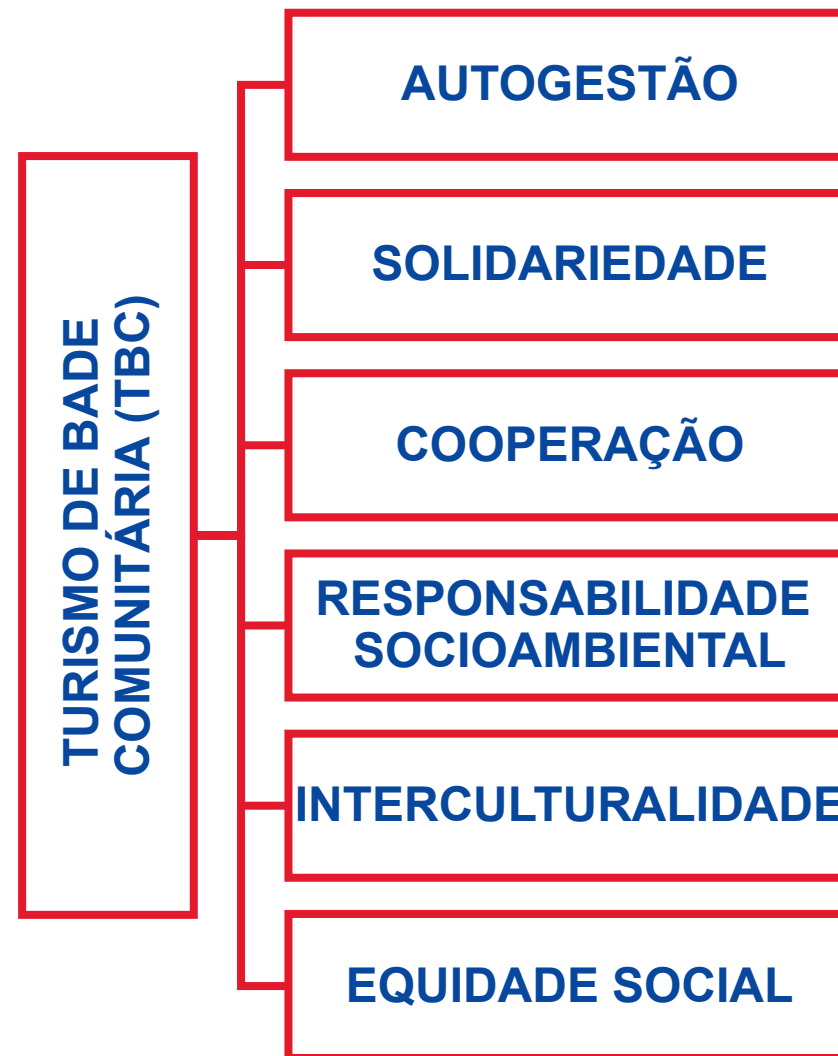 TURISMO DE BADE
COMUNITÁRIA (TBC)
AUTOGESTÃO
SOLIDARIEDADE
COOPERAÇÃO
RESPONSABILIDADE
SOCIOAMBIENTAL
INTERCULTURALIDADE
EQUIDADE SOCIAL